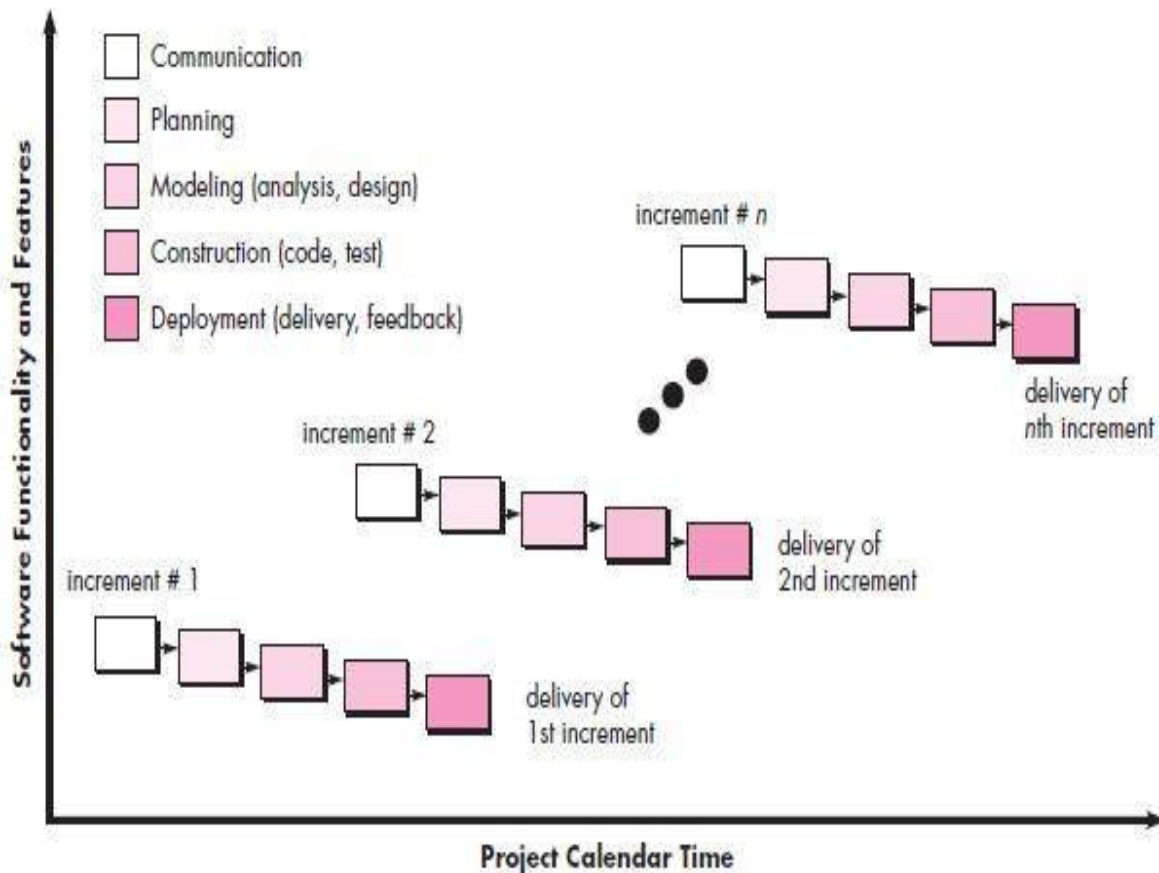 Communication
Planning
Modeling (analysis, design)
Construction (code, test)
Deployment (delivery, feedback)
increment # n
delivery of
nth increment
increment # 2
delivery of
2nd increment
increment # 1
delivery of
1st increment
Software Functionality and Features
Project Calendar Time